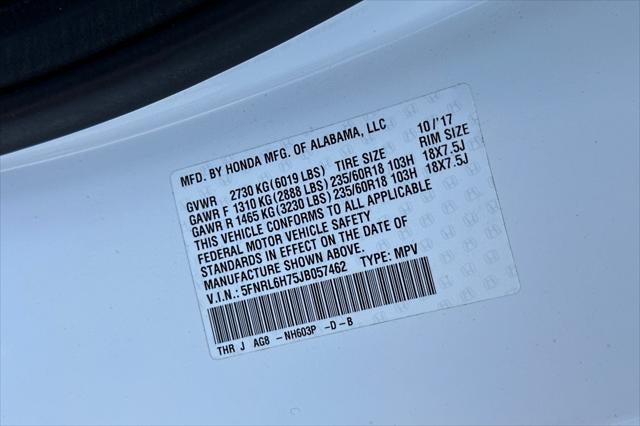 MFD. BY HONDA MFG. OF ALABAMA, LLC 10/'17
GVWR 2730 KG (6019 LBS) TIRE SIZE RIM SIZE
GAWR F 1310 KG (2888 LBS) 235/60R18 103H 18X7.5J
GAWR R 1465 KG (3230 LBS) 235/60R18 103H 18X7.5J
THIS VEHICLE CONFORMS TO ALL APPLICABLE
FEDERAL MOTOR VEHICLE SAFETY
STANDARDS IN EFFECT ON THE DATE OF
MANUFACTURE SHOWN ABOVE.
V.I.N.: 5FNRL6H75JB057462 TYPE: MPV
THR J AG8 - NH603P -D-B